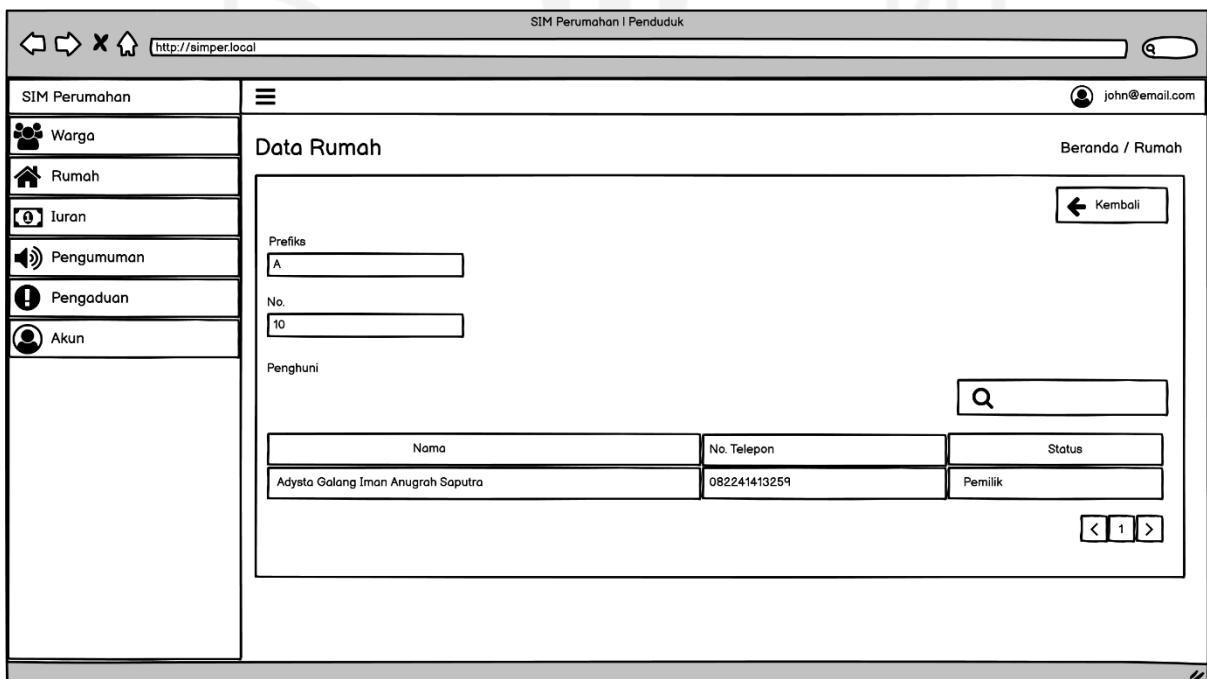 SIM Perumahan | Penduduk
http://simper.local
SIM Perumahan
john@email.com
Warga
Rumah
Iuran
Pengumuman
Pengaduan
Akun
Data Rumah
Beranda / Rumah
Kembali
Prefiks
A
No.
10
Penghuni
Nama No. Telepon Status
Adysta Galang Iman Anugrah Saputra 082241413259 Pemilik
< 1 >